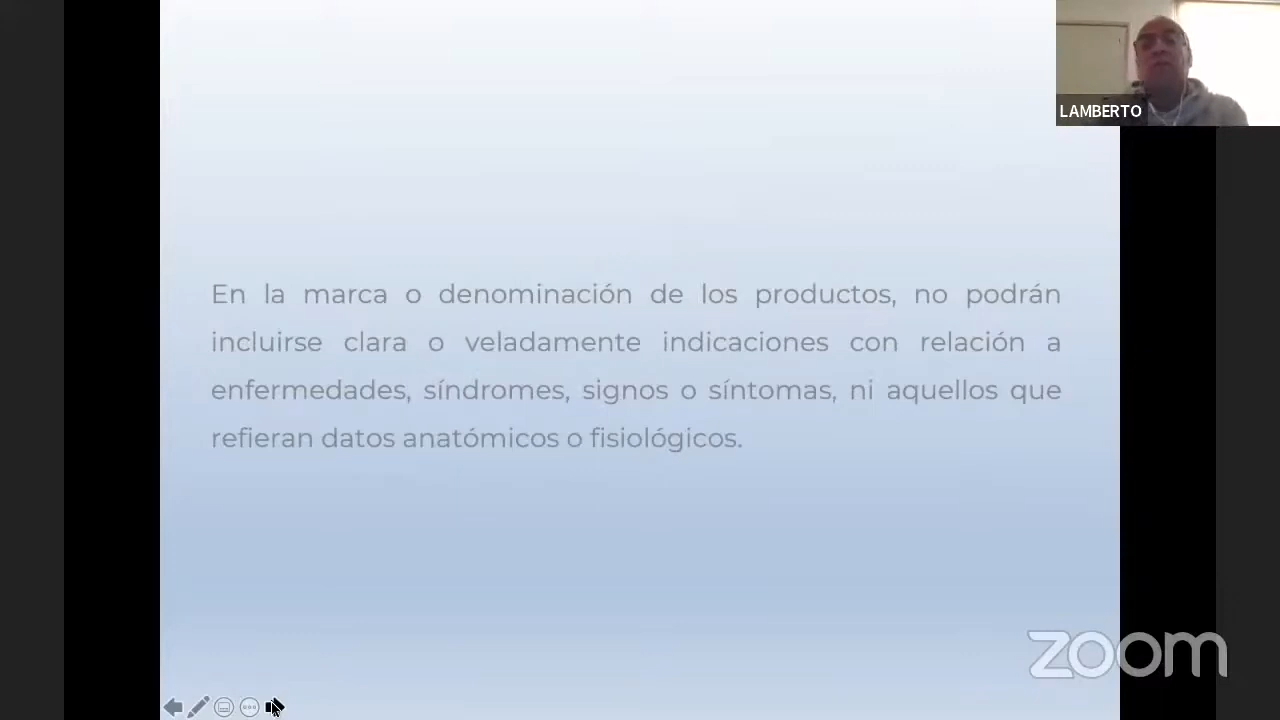 LAMBERTO
En la marca o denominación de los productos, no podrán
incluirse clara o veladamente indicaciones con relación a
enfermedades, síndromes, signos o síntomas, ni aquellos que
refieran datos anatómicos o fisiológicos.
zoom